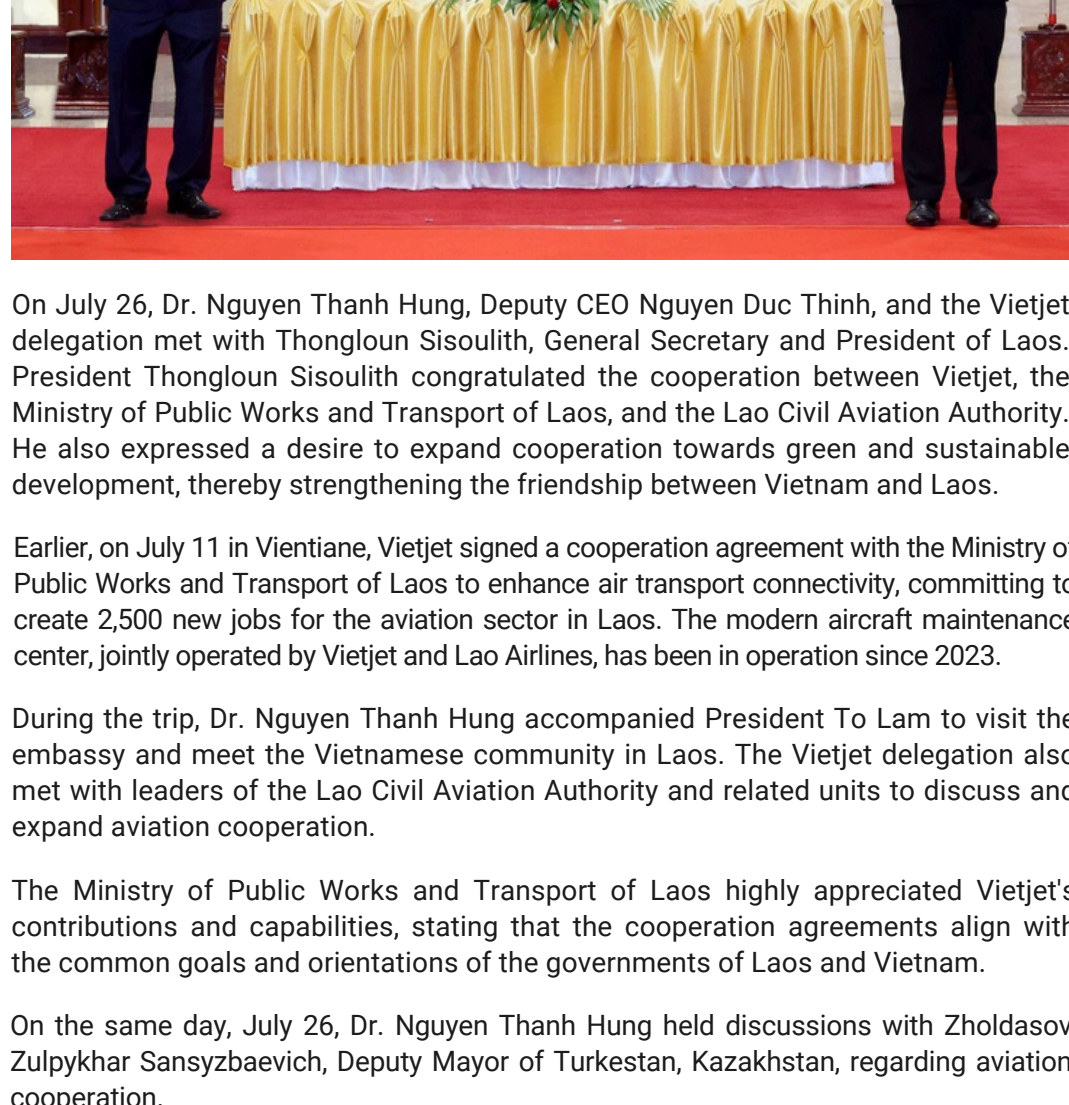 On July 26, Dr. Nguyen Thanh Hung, Deputy CEO Nguyen Duc Thinh, and the Vietjet
delegation met with Thongloun Sisoulith, General Secretary and President of Laos.
President Thongloun Sisoulith congratulated the cooperation between Vietjet, the
Ministry of Public Works and Transport of Laos, and the Lao Civil Aviation Authority.
He also expressed a desire to expand cooperation towards green and sustainable
development, thereby strengthening the friendship between Vietnam and Laos.
Earlier, on July 11 in Vientiane, Vietjet signed a cooperation agreement with the Ministry of
Public Works and Transport of Laos to enhance air transport connectivity, committing to
create 2,500 new jobs for the aviation sector in Laos. The modern aircraft maintenance
center, jointly operated by Vietjet and Lao Airlines, has been in operation since 2023.
During the trip, Dr. Nguyen Thanh Hung accompanied President To Lam to visit the
embassy and meet the Vietnamese community in Laos. The Vietjet delegation also
met with leaders of the Lao Civil Aviation Authority and related units to discuss and
expand aviation cooperation.
The Ministry of Public Works and Transport of Laos highly appreciated Vietjet's
contributions and capabilities, stating that the cooperation agreements align with
the common goals and orientations of the governments of Laos and Vietnam.
On the same day, July 26, Dr. Nguyen Thanh Hung held discussions with Zholdasov
Zulpykhar Sansyzbaevich, Deputy Mayor of Turkestan, Kazakhstan, regarding aviation
cooperation.